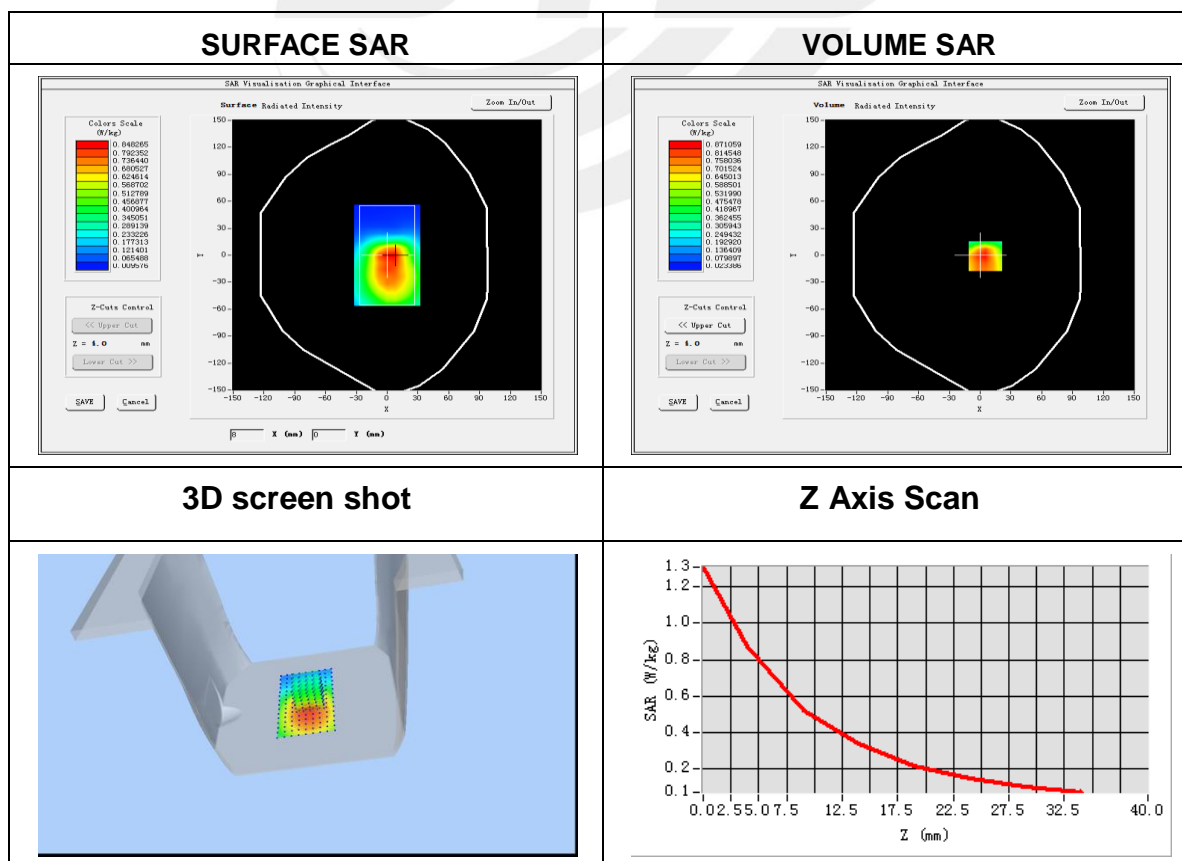 SURFACE SAR
VOLUME SAR
SAR Visualisation Graphical Interface
Surface Radiated Intensity
Zoom In/Out
Colors Scale
(W/kg)
0.848265
0.792352
0.736440
0.680527
0.624614
0.568702
0.512789
0.456877
0.400964
0.345051
0.289139
0.233226
0.177313
0.121401
0.065488
0.009576
150
120
90
60
30
0
-30
-60
-90
-120
-150
Y
-150 -120 -90 -60 -30 0 30 60 90 120 150
X
Z-Cuts Control
<< Upper Cut
Z = 4.0 mm
Lower Cut >>
SAVE Cancel
8 X (mm) 0 Y (mm)
SAR Visualisation Graphical Interface
Volume Radiated Intensity
Zoom In/Out
Colors Scale
(W/kg)
0.871059
0.814548
0.758036
0.701524
0.645013
0.588501
0.531990
0.475478
0.418967
0.362455
0.305943
0.249432
0.192920
0.136409
0.079897
0.023386
150
120
90
60
30
0
-30
-60
-90
-120
-150
Y
-150 -120 -90 -60 -30 0 30 60 90 120 150
X
Z-Cuts Control
<< Upper Cut
Z = 4.0 mm
Lower Cut >>
SAVE Cancel
3D screen shot
Z Axis Scan
1.3
1.2
1.0
0.8
0.6
0.4
0.2
0.1
SAR (W/kg)
0.0 2.5 5.0 7.5 12.5 17.5 22.5 27.5 32.5 40.0
Z (mm)